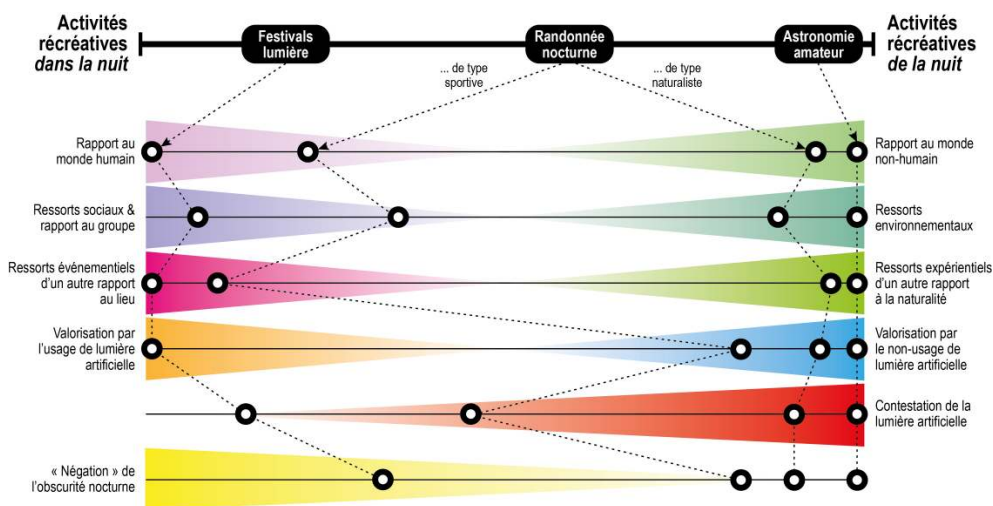 Activités
récréatives
dans la nuit
Festivals
lumière
Randonnée
nocturne
Astronomie
amateur
Activités
récréatives
de la nuit
... de type
sportive
... de type
naturaliste
Rapport au
monde humain
Rapport au monde
non-humain
Ressorts sociaux &
rapport au groupe
Ressorts
environnementaux
Ressorts événementiels
d'un autre rapport
au lieu
Ressorts expérientiels
d'un autre rapport
à la naturalité
Valorisation par
l'usage de lumière
artificielle
Valorisation par
le non-usage de
lumière artificielle
Contestation de la
lumière artificielle
« Négation » de
l'obscurité nocturne